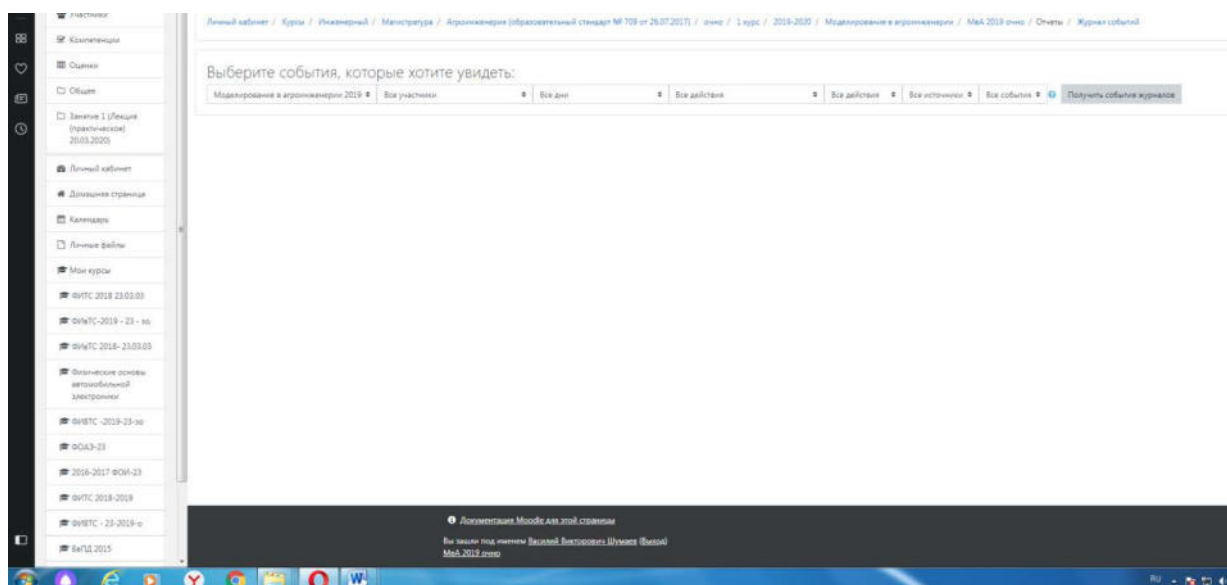 Участники
Компетенции
Оценки
Общее
Занятие 1 (Лекция
(практическое)
20.03.2020)
Личный кабинет
Домашняя страница
Календарь
Личные файлы
Мои курсы
ФИТС 2018 23.03.03
ФИвТС-2019 - 23 - зо
ФИвТС 2018- 23.03.03
Физические основы
автомобильной
электроники
ФИВТС -2019-23-зо
ФОАЭ-23
2016-2017 ФОИ-23
ФИТС 2018-2019
ФИВТС - 23-2019-о
ВвПД 2015
Личный кабинет / Курсы / Инженерный / Магистратура / Агроинженерия (образовательный стандарт № 709 от 26.07.2017) / очно / 1 курс / 2019-2020 / Моделирование в агроинженерии / МвА 2019 очно / Отчеты / Журнал событий
Выберите события, которые хотите увидеть:
Моделирование в агроинженерии 2019 Все участники Все дни Все действия Все действия Все источники Все события Получить события журналов
Документация Moodle для этой страницы
Вы зашли под именем Василий Викторович Шумаев (Выход)
МвА 2019 очно
RU